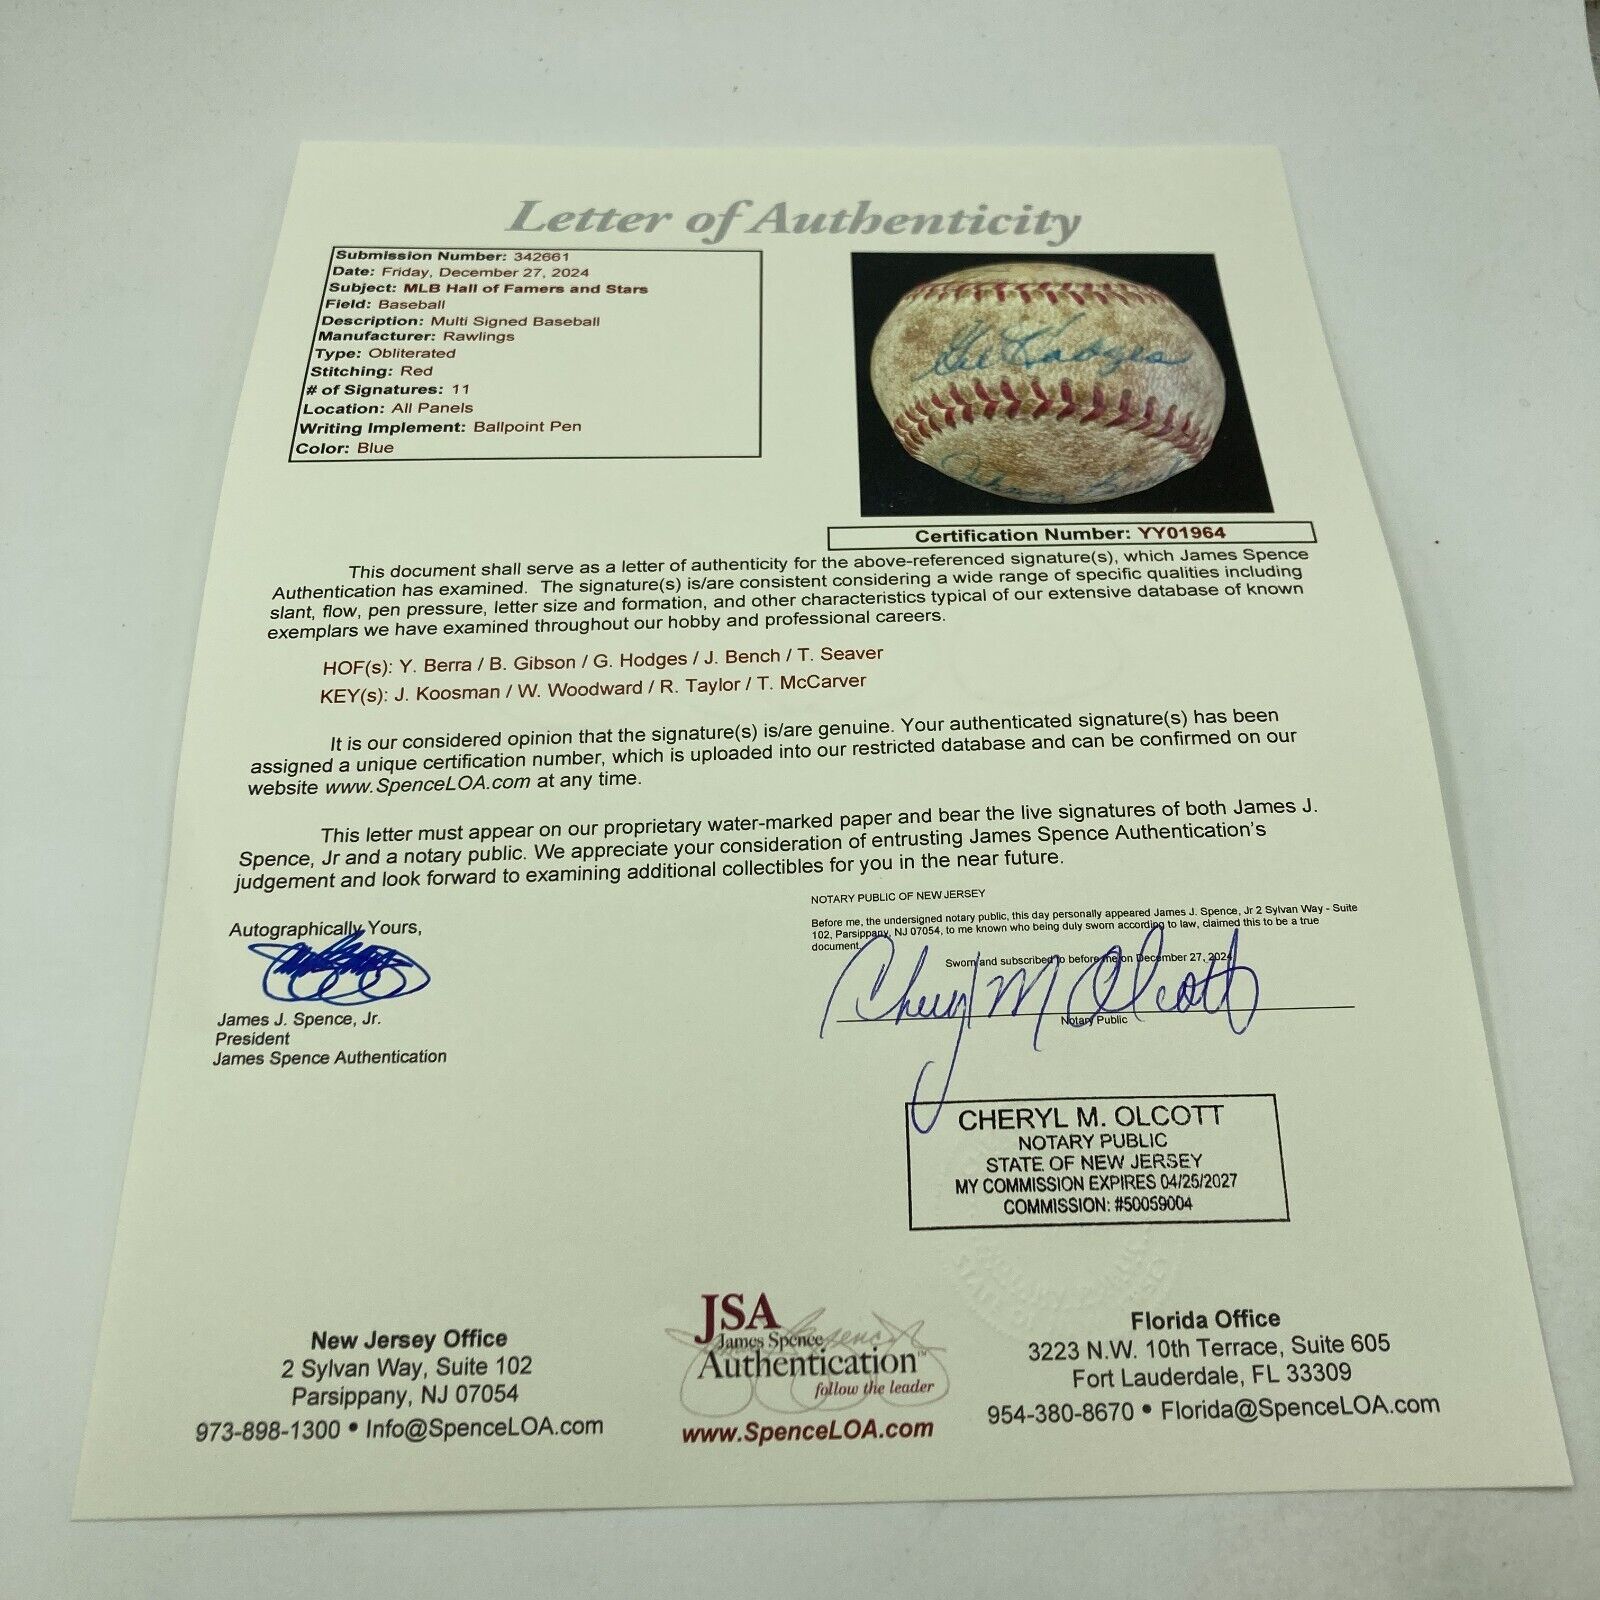 Letter of Authenticity
Submission Number: 342661
Date: Friday, December 27, 2024
Subject: MLB Hall of Famers and Stars
Field: Baseball
Description: Multi Signed Baseball
Manufacturer: Rawlings
Type: Obliterated
Stitching: Red
# of Signatures: 11
Location: All Panels
Writing Implement: Ballpoint Pen
Color: Blue
Gil Hodges
Johnny Bench
Certification Number: YY01964
This document shall serve as a letter of authenticity for the above-referenced signature(s), which James Spence
Authentication has examined. The signature(s) is/are consistent considering a wide range of specific qualities including
slant, flow, pen pressure, letter size and formation, and other characteristics typical of our extensive database of known
exemplars we have examined throughout our hobby and professional careers.
HOF(s): Y. Berra / B. Gibson / G. Hodges / J. Bench / T. Seaver
KEY(s): J. Koosman / W. Woodward / R. Taylor / T. McCarver
It is our considered opinion that the signature(s) is/are genuine. Your authenticated signature(s) has been
assigned a unique certification number, which is uploaded into our restricted database and can be confirmed on our
website www.SpenceLOA.com at any time.
This letter must appear on our proprietary water-marked paper and bear the live signatures of both James J.
Spence, Jr and a notary public. We appreciate your consideration of entrusting James Spence Authentication's
judgement and look forward to examining additional collectibles for you in the near future.
Autographically Yours,
James J. Spence, Jr.
President
James Spence Authentication
NOTARY PUBLIC OF NEW JERSEY
Before me, the undersigned notary public, this day personally appeared James J. Spence, Jr 2 Sylvan Way - Suite
102, Parsippany, NJ 07054, to me known who being duly sworn according to law, claimed this to be a true
document.
Sworn and subscribed to before me on December 27, 2024
Cheryl M Olcott
Notary Public
CHERYL M. OLCOTT
NOTARY PUBLIC
STATE OF NEW JERSEY
MY COMMISSION EXPIRES 04/25/2027
COMMISSION: #50059004
New Jersey Office
2 Sylvan Way, Suite 102
Parsippany, NJ 07054
973-898-1300 • Info@SpenceLOA.com
JSA
James Spence
Authentication™
follow the leader
www.SpenceLOA.com
Florida Office
3223 N.W. 10th Terrace, Suite 605
Fort Lauderdale, FL 33309
954-380-8670 • Florida@SpenceLOA.com